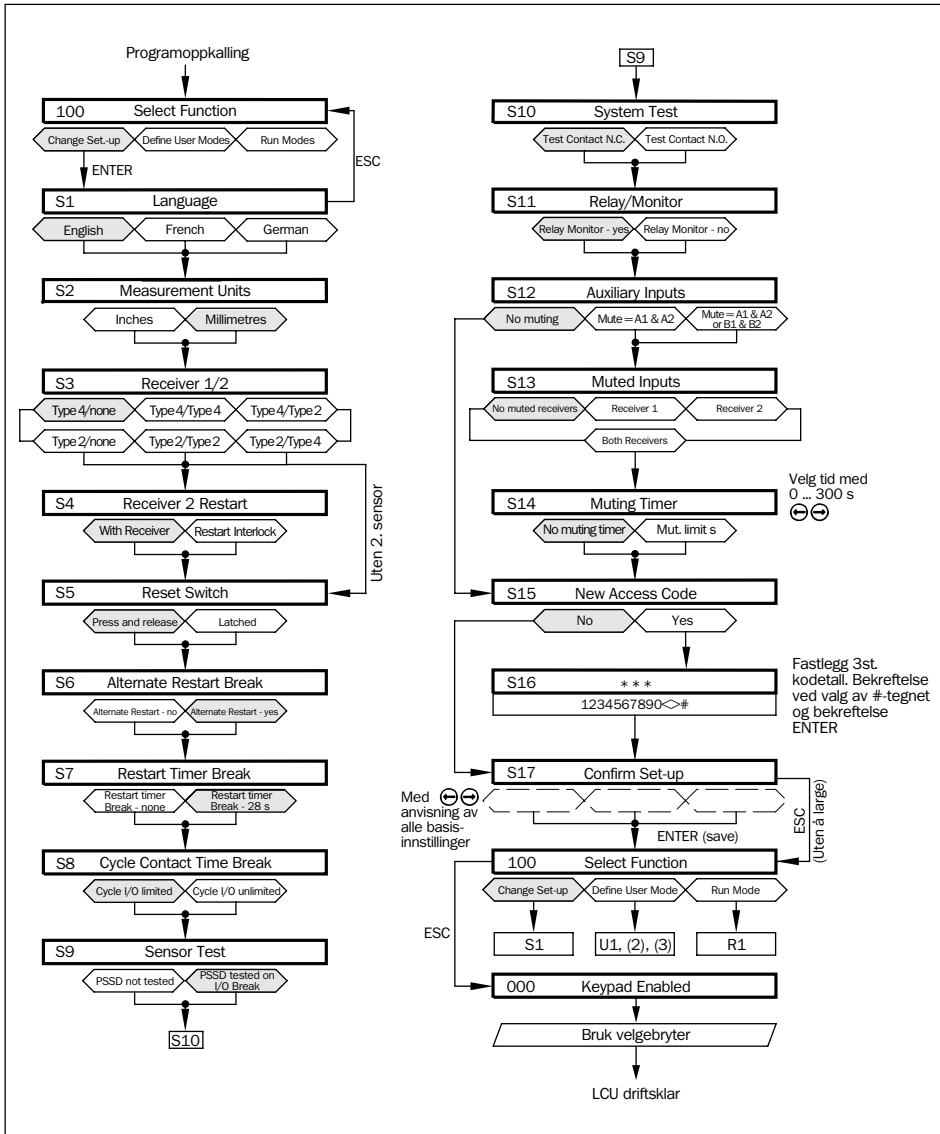 Programoppkalling
100 Select Function
Change Set.-up
Define User Modes
Run Modes
ENTER
ESC
S1 Language
English
French
German
S2 Measurement Units
Inches
Millimetres
S3 Receiver 1/2
Type 4/none
Type 4/Type 4
Type 4/Type 2
Type 2/none
Type 2/Type 2
Type 2/Type 4
Uten 2. sensor
S4 Receiver 2 Restart
With Receiver
Restart Interlock
S5 Reset Switch
Press and release
Latched
S6 Alternate Restart Break
Alternate Restart - no
Alternate Restart - yes
S7 Restart Timer Break
Restart timer
Break - none
Restart timer
Break - 28 s
S8 Cycle Contact Time Break
Cycle I/O limited
Cycle I/O unlimited
S9 Sensor Test
PSSD not tested
PSSD tested on
I/O Break
S10
S9
S10 System Test
Test Contact N.C.
Test Contact N.O.
S11 Relay/Monitor
Relay Monitor - yes
Relay Monitor - no
S12 Auxiliary Inputs
No muting
Mute = A1 & A2
Mute = A1 & A2
or B1 & B2
S13 Muted Inputs
No muted receivers
Receiver 1
Receiver 2
Both Receivers
S14 Muting Timer
Velg tid med
0 ... 300 s
← →
No muting timer
Mut. limit s
S15 New Access Code
No
Yes
S16 * * *
1234567890<>#
Fastlegg 3st.
kodetall. Bekreftelse
ved valg av #-tegnet
og bekreftelse
ENTER
S17 Confirm Set-up
Med ← →
anvisning av
alle basis-
innstillinger
ENTER (save)
ESC
(Uten å large)
100 Select Function
Change Set-up
Define User Mode
Run Mode
ESC
S1
U1, (2), (3)
R1
000 Keypad Enabled
Bruk velgebryter
LCU driftsklar